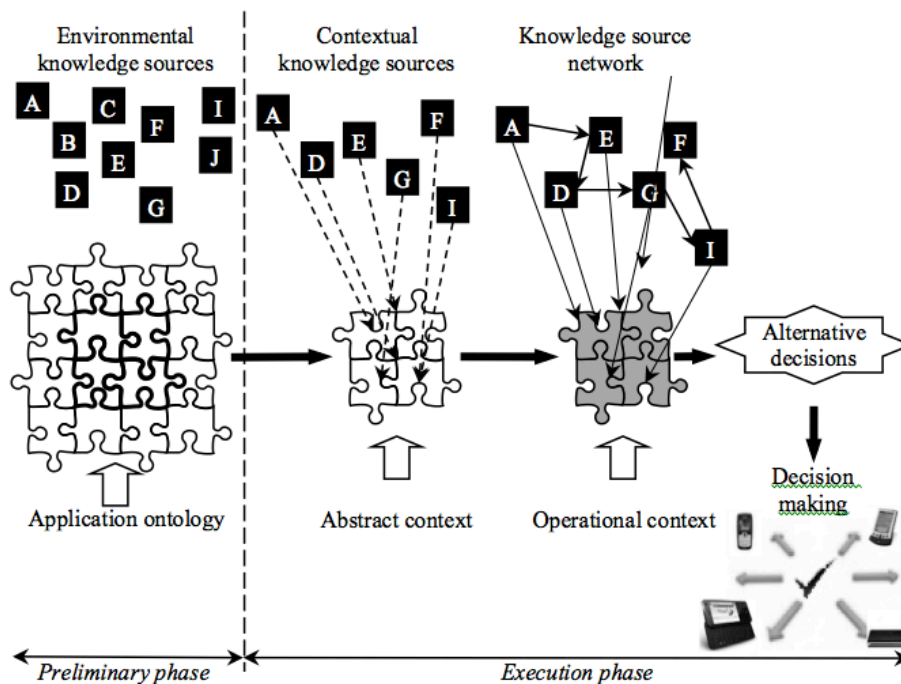 Environmental
knowledge sources
Contextual
knowledge sources
Knowledge source
network
A
B
C
D
E
F
G
I
J
A
D
E
G
F
I
A
E
D
G
F
I
Application ontology
Abstract context
Operational context
Alternative
decisions
Decision
making
Preliminary phase
Execution phase